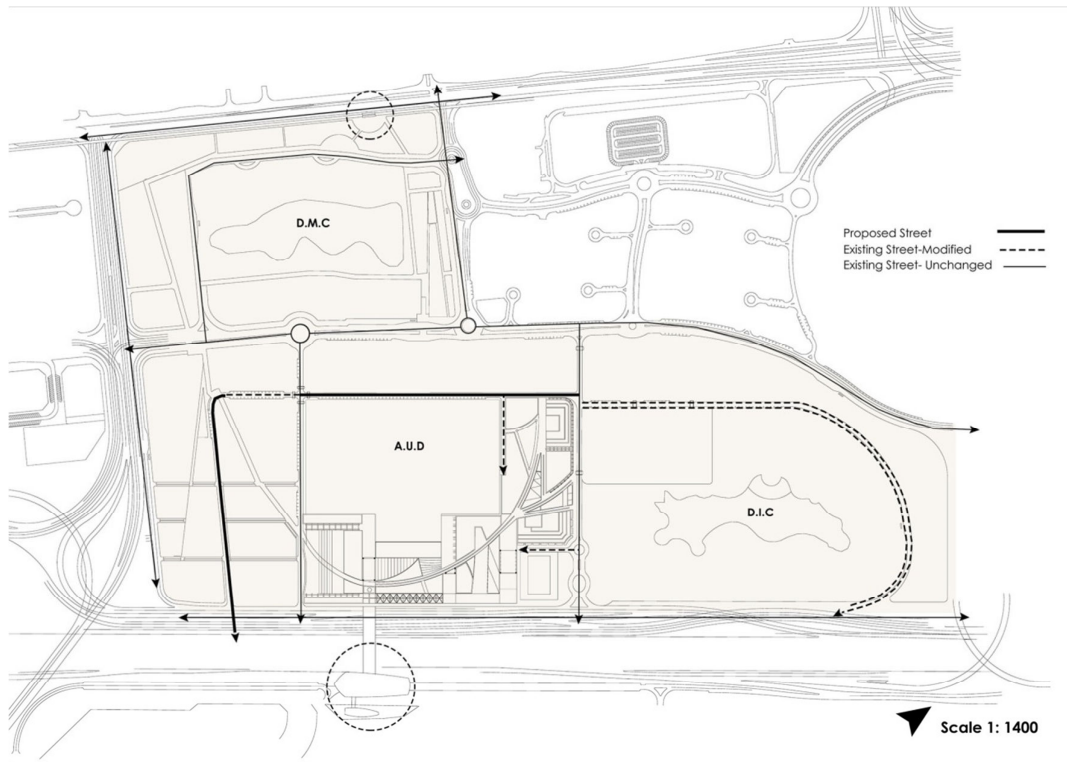 D.M.C
Proposed Street
Existing Street-Modified
Existing Street- Unchanged
A.U.D
D.I.C
Scale 1: 1400